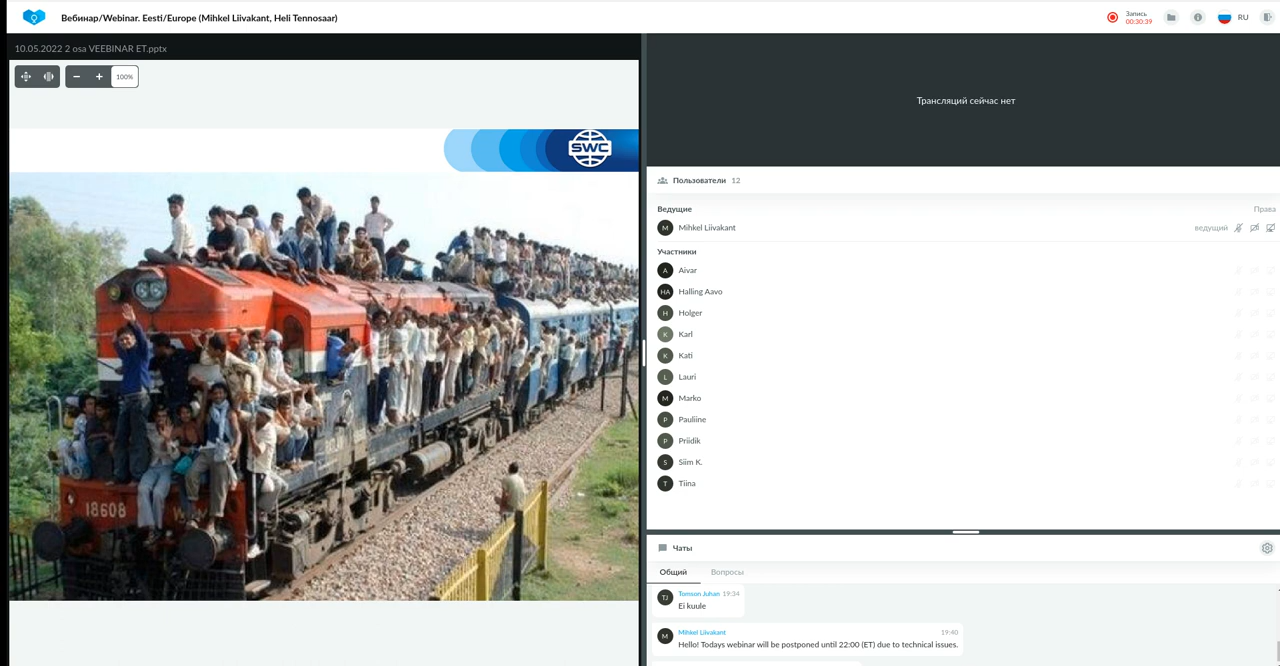 Вебинар/Webinar. Eesti/Europe (Mihkel Liivakant, Heli Tennosaar)
Запись
00:30:39
RU
10.05.2022 2 osa VEEBINAR ET.pptx
100%
SWC
18608
Трансляций сейчас нет
Пользователи 12
Ведущие Права
M Mihkel Liivakant ведущий
Участники
A Aivar
HA Halling Aavo
H Holger
K Karl
K Kati
L Lauri
M Marko
P Pauliine
P Priidik
S Siim K.
T Tiina
Чаты
Общий Вопросы
TJ Tomson Juhan 19:34
Ei kuule
M Mihkel Liivakant 19:40
Hello! Todays webinar will be postponed until 22:00 (ET) due to technical issues.